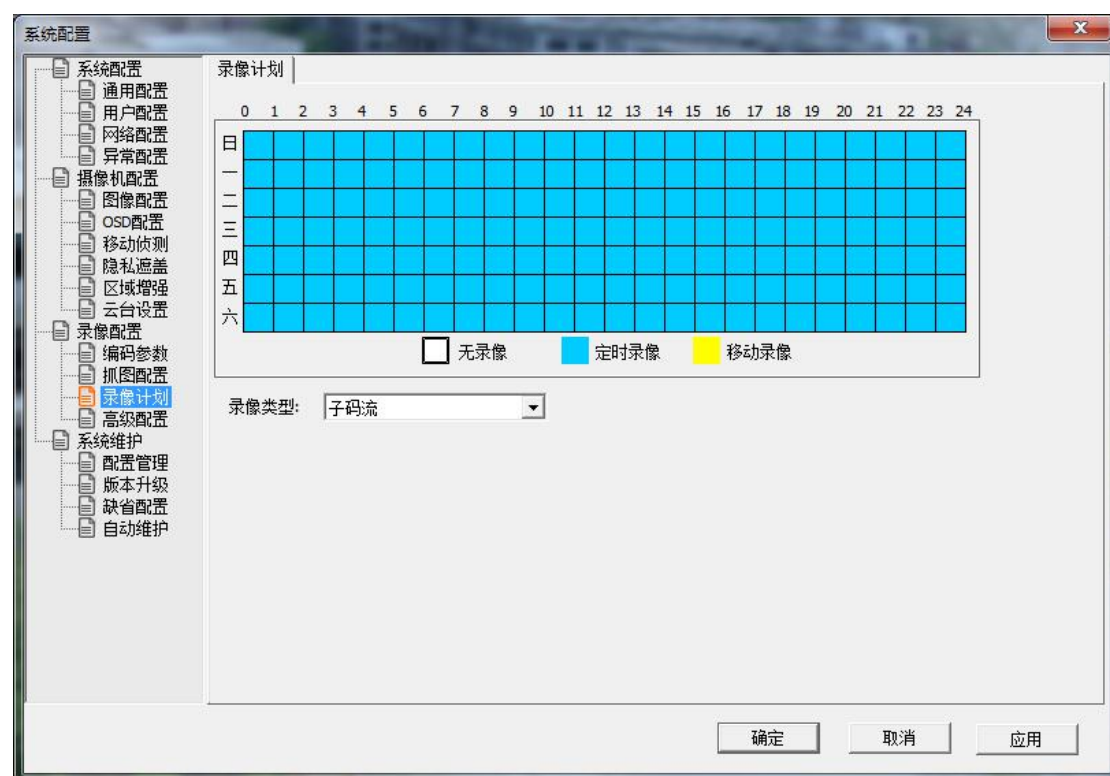 系统配置
系统配置
通用配置
用户配置
网络配置
异常配置
摄像机配置
图像配置
OSD配置
移动侦测
隐私遮盖
区域增强
云台设置
录像配置
编码参数
抓图配置
录像计划
高级配置
系统维护
配置管理
版本升级
缺省配置
自动维护
录像计划
0 1 2 3 4 5 6 7 8 9 10 11 12 13 14 15 16 17 18 19 20 21 22 23 24
日
一
二
三
四
五
六
无录像 定时录像 移动录像
录像类型: 子码流
确定 取消 应用